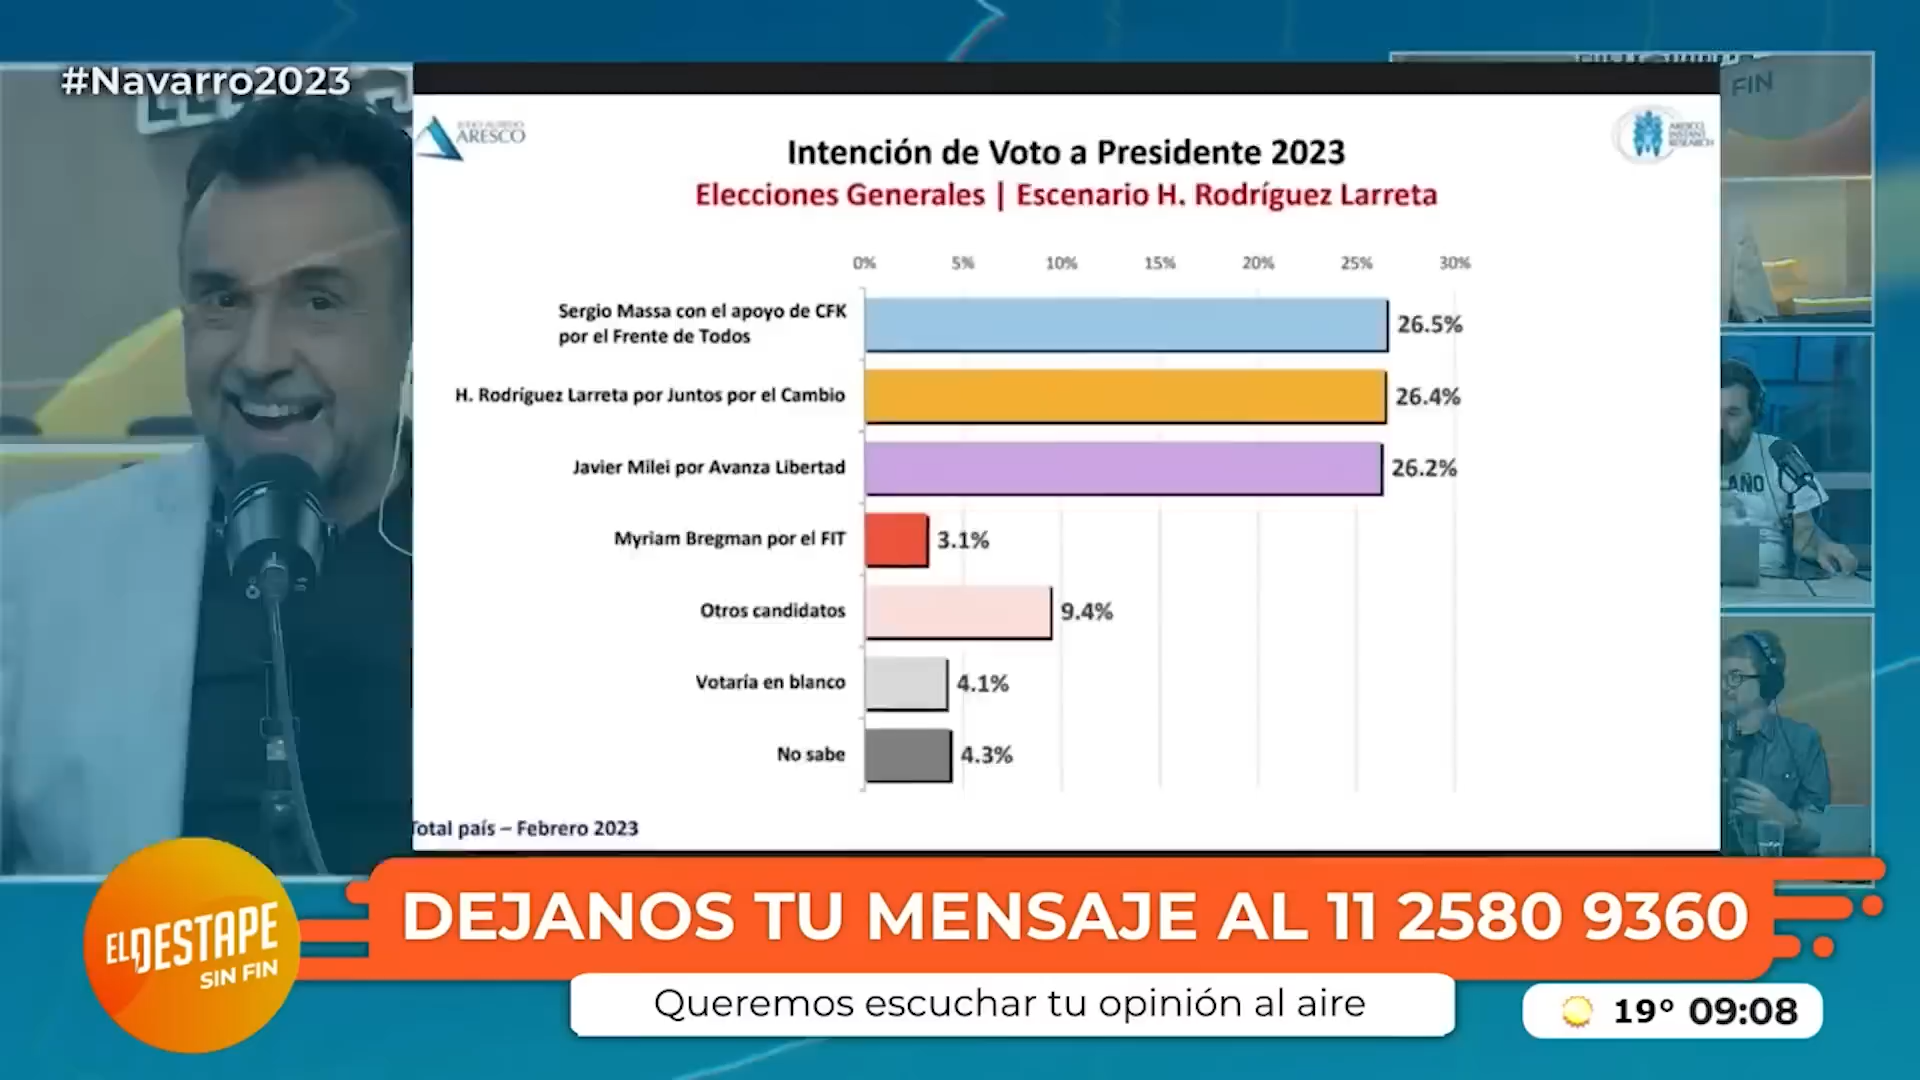 #Navarro2023
FIN
JULIO AURELIO
ARESCO
ARESCO
INSTANT
RESEARCH
Intención de Voto a Presidente 2023
Elecciones Generales | Escenario H. Rodríguez Larreta
0% 5% 10% 15% 20% 25% 30%
Sergio Massa con el apoyo de CFK
por el Frente de Todos
26.5%
H. Rodríguez Larreta por Juntos por el Cambio 26.4%
Javier Milei por Avanza Libertad 26.2%
Myriam Bregman por el FIT 3.1%
Otros candidatos 9.4%
Votaría en blanco 4.1%
No sabe 4.3%
Total país – Febrero 2023
AÑO
EL DESTAPE
SIN FIN
DEJANOS TU MENSAJE AL 11 2580 9360
Queremos escuchar tu opinión al aire
19° 09:08